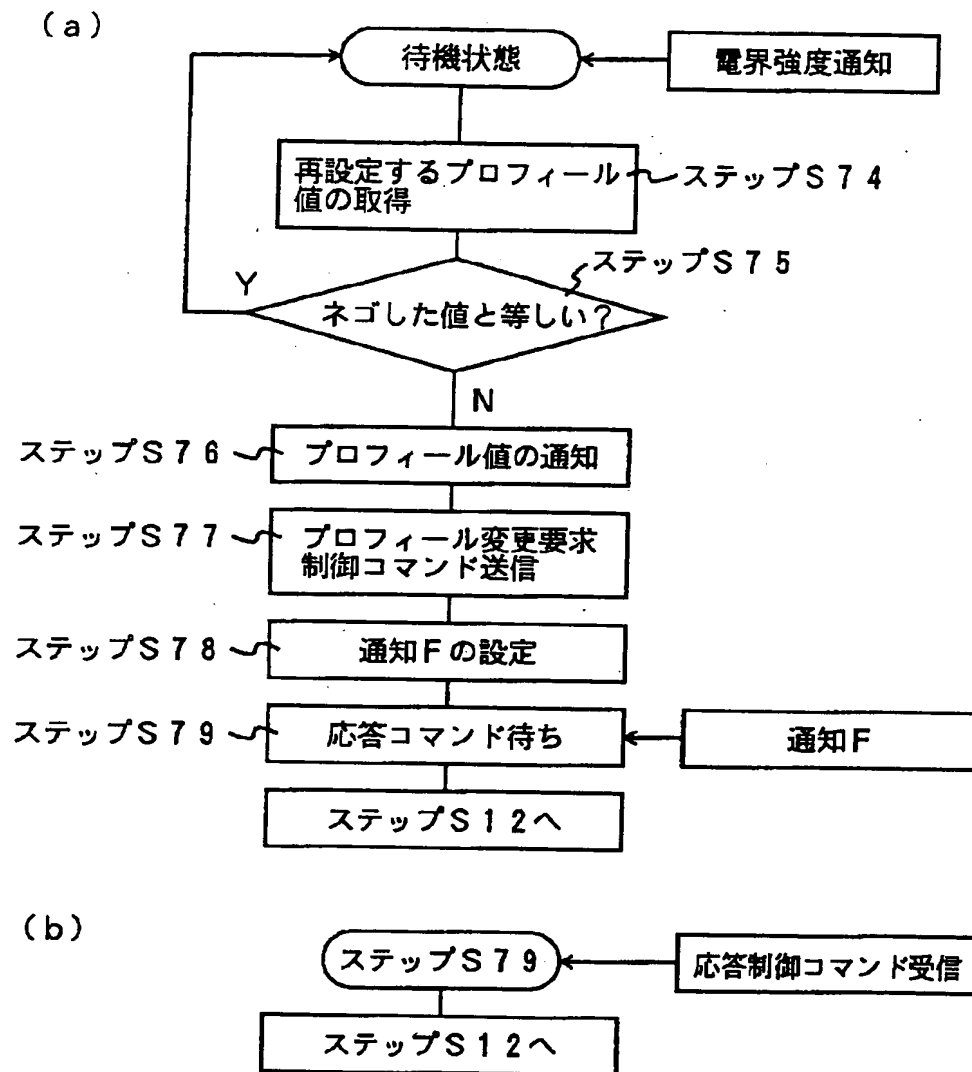 (a)
待機状態
電界強度通知
再設定するプロフィール
値の取得
ステップS74
ステップS75
Y
ネゴした値と等しい?
N
ステップS76
プロフィール値の通知
ステップS77
プロフィール変更要求
制御コマンド送信
ステップS78
通知Fの設定
ステップS79
応答コマンド待ち
通知F
ステップS12へ
(b)
ステップS79
応答制御コマンド受信
ステップS12へ